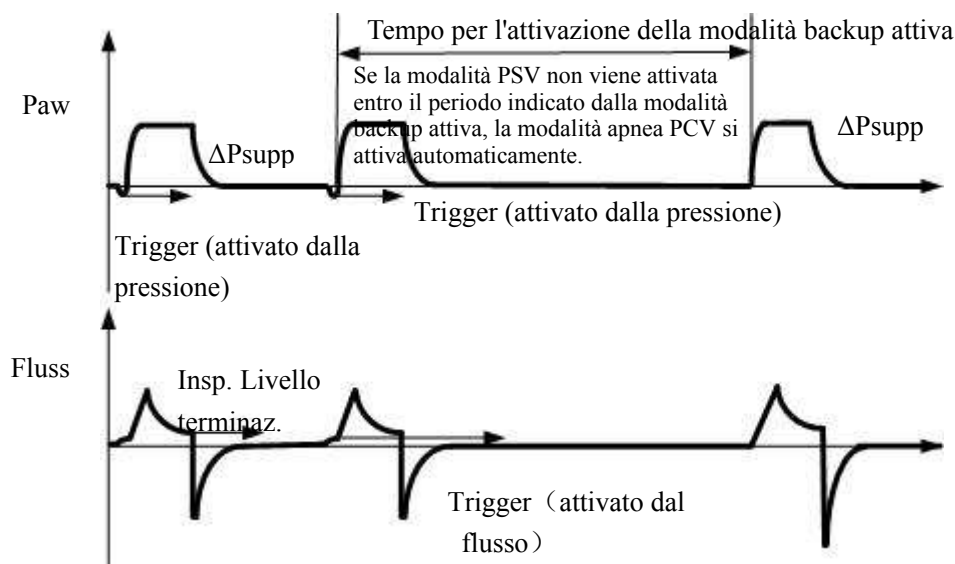 Tempo per l'attivazione della modalità backup attiva
Se la modalità PSV non viene attivata
entro il periodo indicato dalla modalità
backup attiva, la modalità apnea PCV si
attiva automaticamente.
Paw
ΔPsupp
ΔPsupp
Trigger (attivato dalla pressione)
Trigger (attivato dalla
pressione)
Fluss
Insp. Livello
terminaz.
Trigger（attivato dal
flusso）